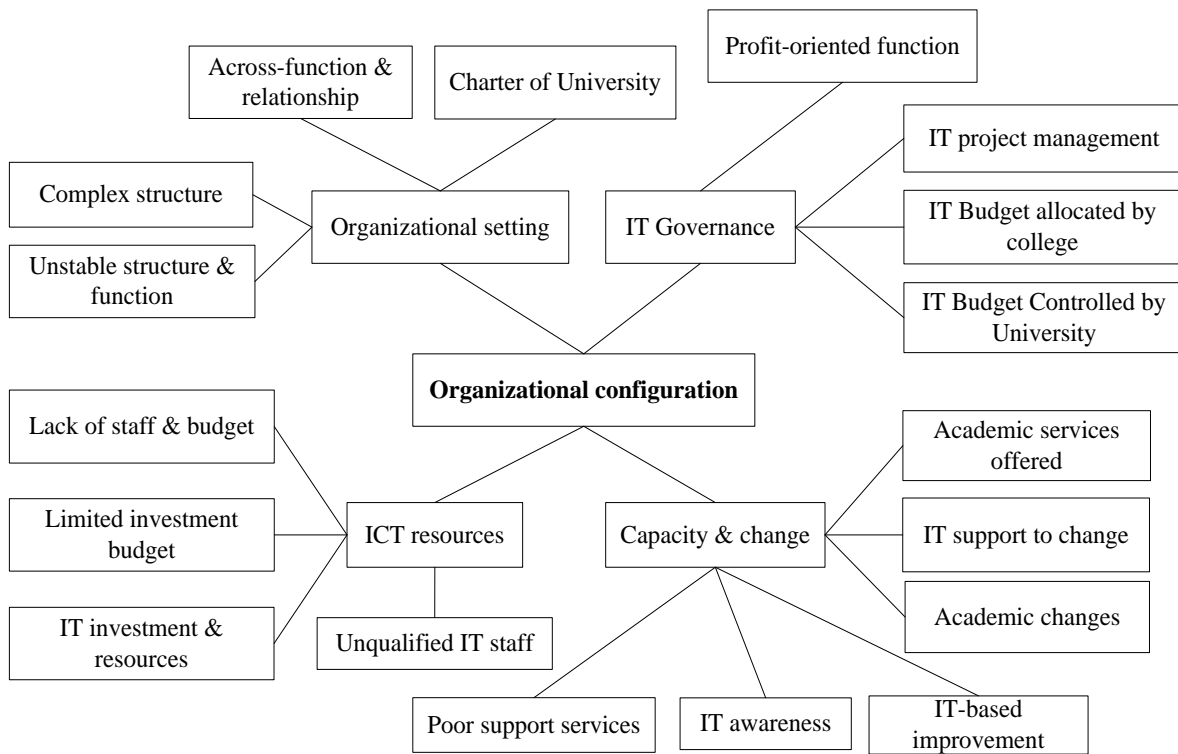 Profit-oriented function
Across-function &
relationship
Charter of University
IT project management
Complex structure
Organizational setting
IT Governance
IT Budget allocated by
college
Unstable structure &
function
IT Budget Controlled by
University
Organizational configuration
Lack of staff & budget
Academic services
offered
Limited investment
budget
ICT resources
Capacity & change
IT support to change
IT investment &
resources
Unqualified IT staff
Academic changes
Poor support services
IT awareness
IT-based
improvement